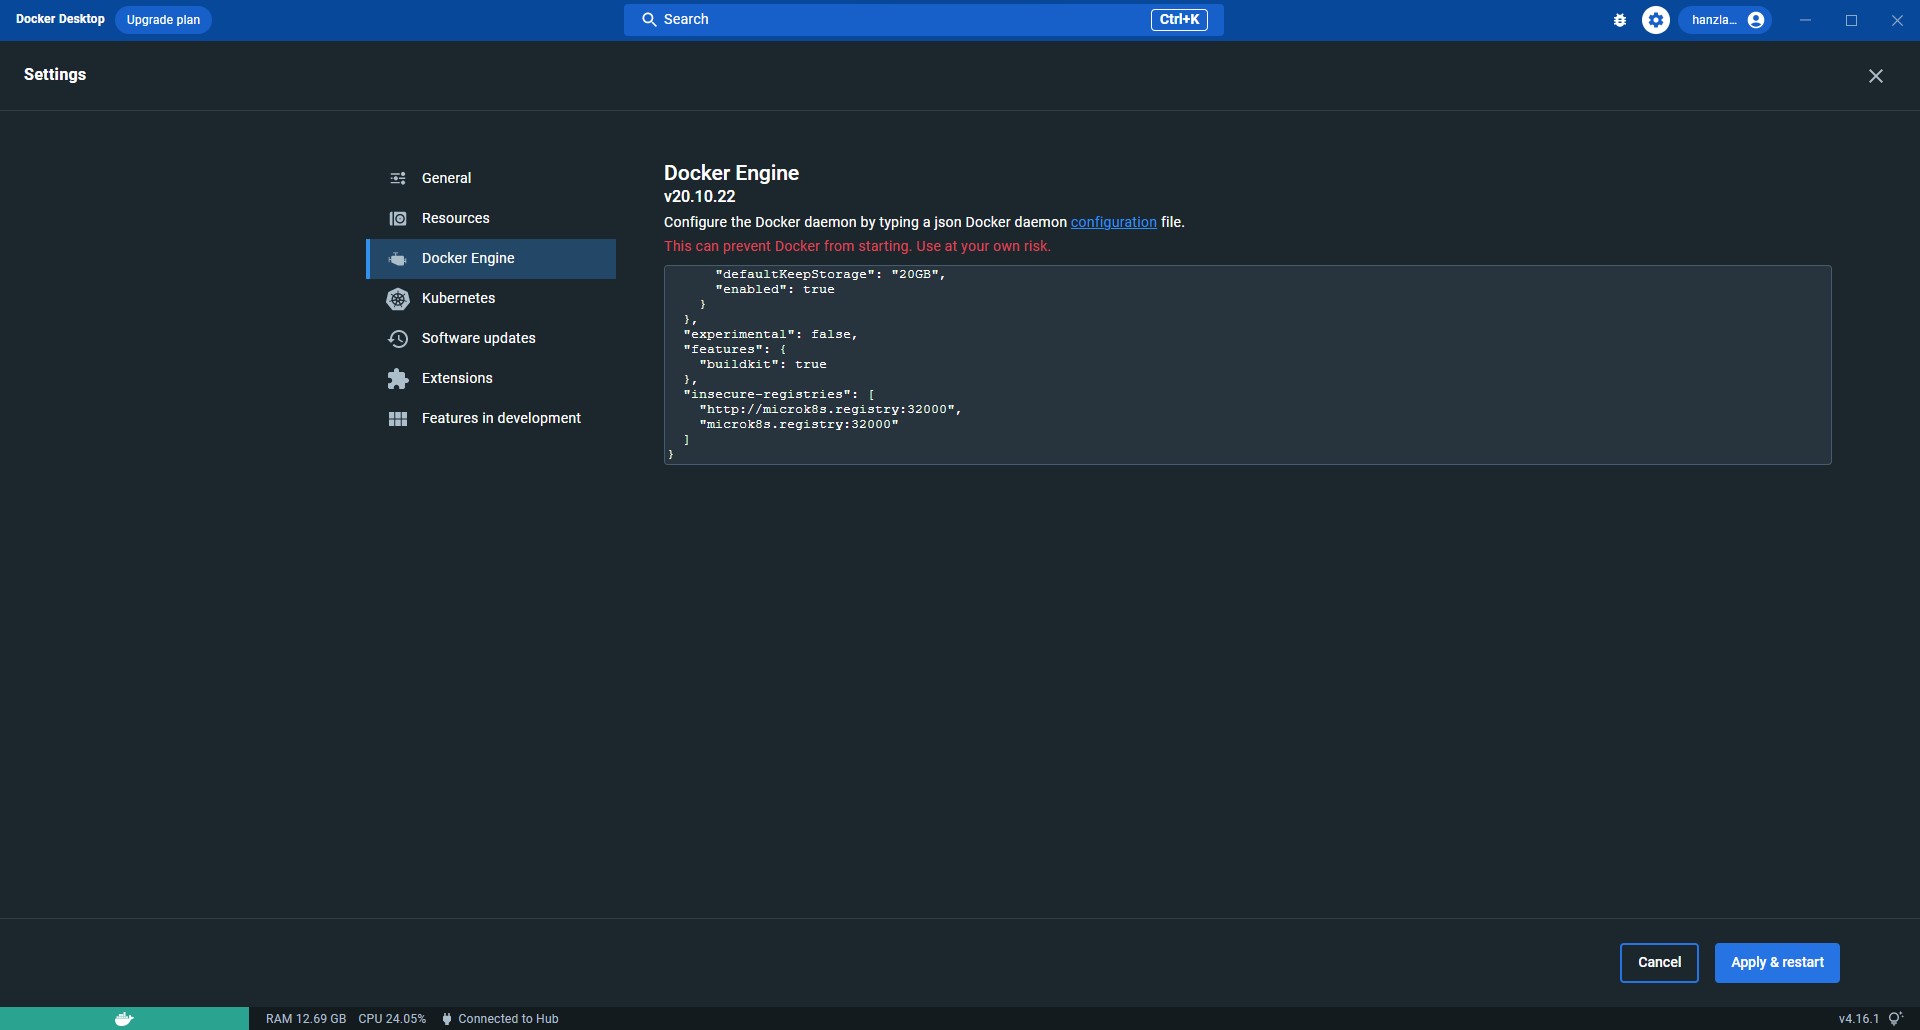 Docker Desktop Upgrade plan Search Ctrl+K hanzla...
Settings
General
Resources
Docker Engine
Kubernetes
Software updates
Extensions
Features in development
Docker Engine
v20.10.22
Configure the Docker daemon by typing a json Docker daemon configuration file.
This can prevent Docker from starting. Use at your own risk.
      "defaultKeepStorage": "20GB",
      "enabled": true
    }
  },
  "experimental": false,
  "features": {
    "buildkit": true
  },
  "insecure-registries": [
    "http://microk8s.registry:32000",
    "microk8s.registry:32000"
  ]
}
Cancel Apply & restart
RAM 12.69 GB CPU 24.05% Connected to Hub v4.16.1